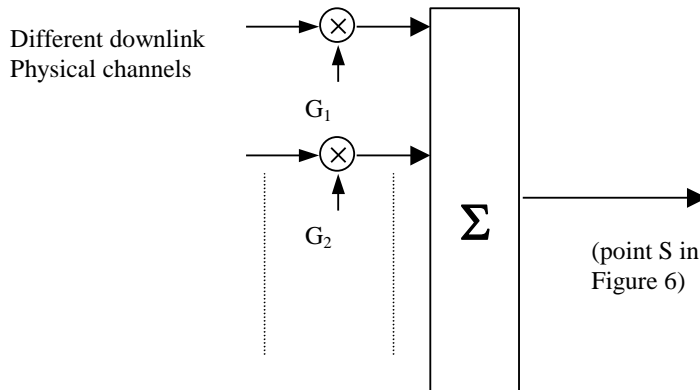 Different downlink
Physical channels
G₁
G₂
Σ
(point S in
Figure 6)